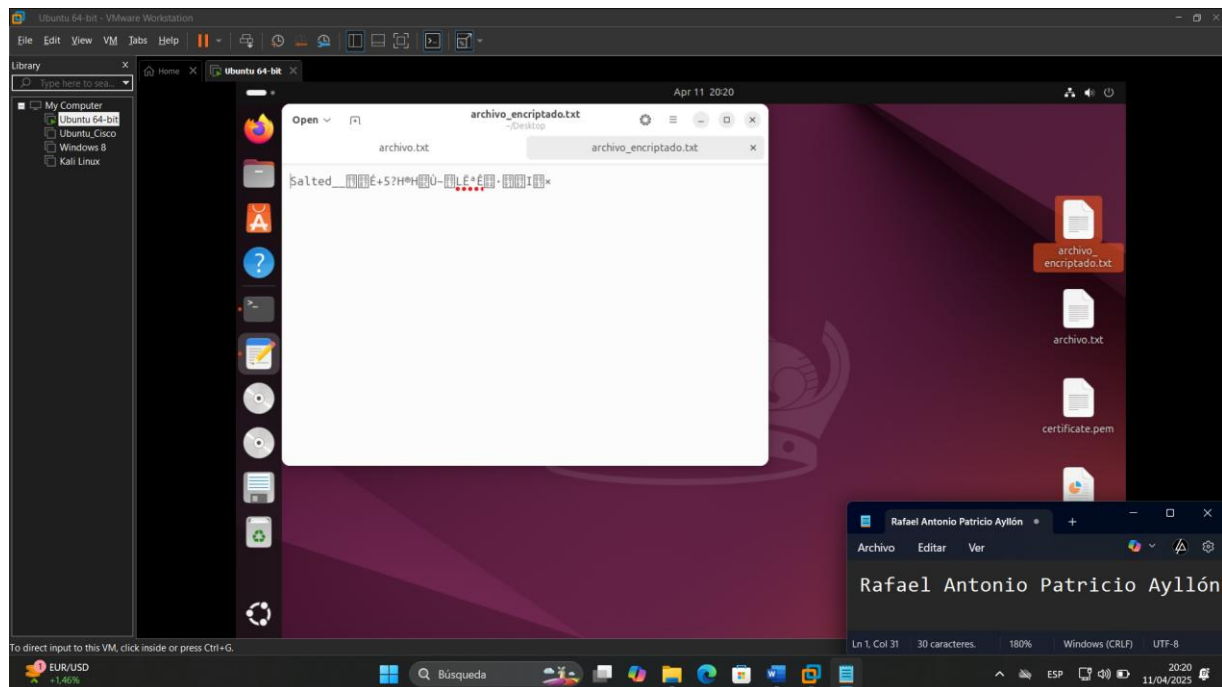 Ubuntu 64-bit - VMware Workstation
File Edit View VM Tabs Help
Library
Type here to sea...
Home
Ubuntu 64-bit
My Computer
Ubuntu 64-bit
Ubuntu_Cisco
Windows 8
Kali Linux
Apr 11 20:20
Open
archivo_encriptado.txt
~/Desktop
archivo.txt
archivo_encriptado.txt
Salted__
archivo_
encriptado.txt
archivo.txt
certificate.pem
Rafael Antonio Patricio Ayllón
Archivo Editar Ver
Rafael Antonio Patricio Ayllón
Ln 1, Col 31 30 caracteres. 180% Windows (CRLF) UTF-8
To direct input to this VM, click inside or press Ctrl+G.
EUR/USD
+1,46%
Búsqueda
ESP
20:20
11/04/2025